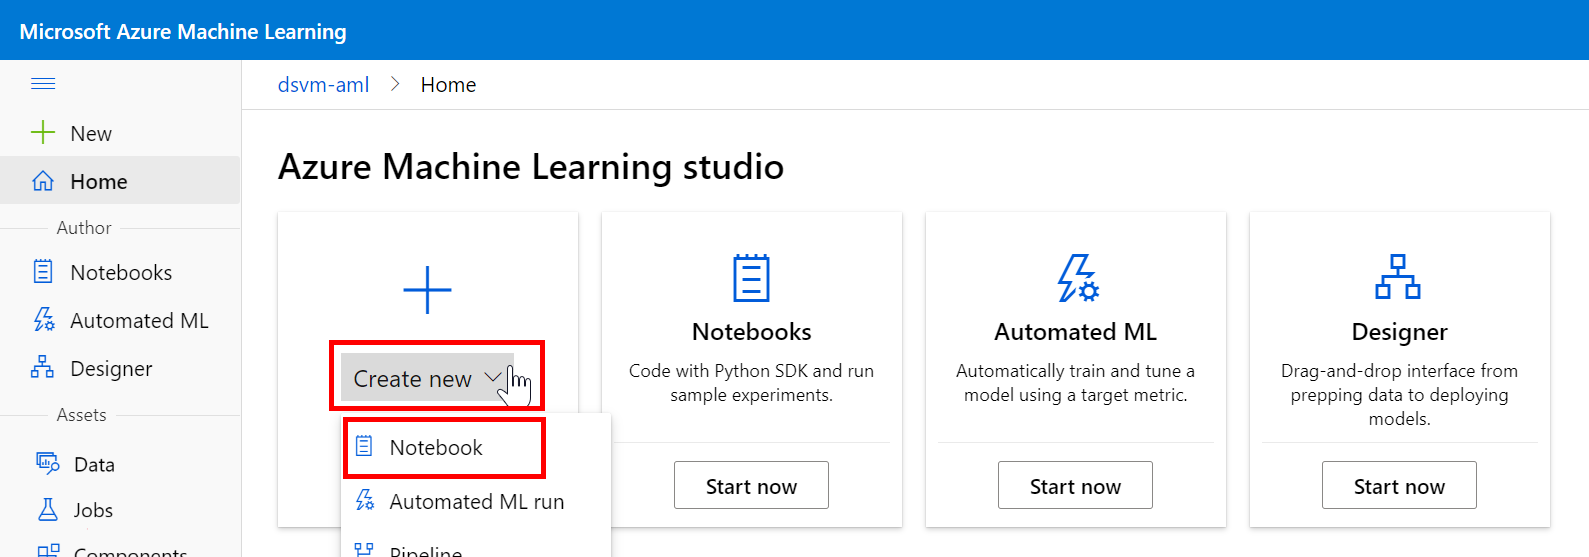 Microsoft Azure Machine Learning
dsvm-aml > Home
New
Home
Author
Notebooks
Automated ML
Designer
Assets
Data
Jobs
Components
Azure Machine Learning studio
Create new
Notebook
Automated ML run
Pipeline
Notebooks
Code with Python SDK and run
sample experiments.
Start now
Automated ML
Automatically train and tune a
model using a target metric.
Start now
Designer
Drag-and-drop interface from
prepping data to deploying
models.
Start now